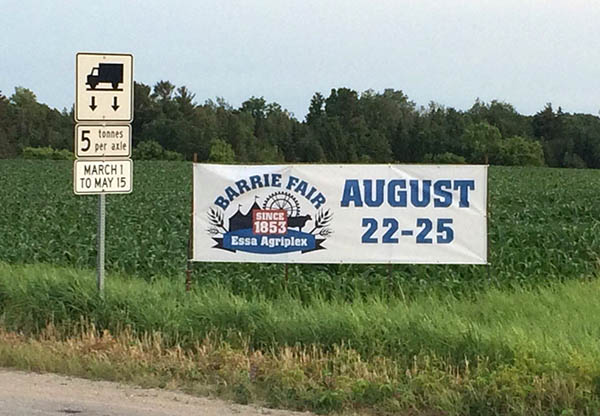 5 tonnes
per axle
MARCH 1
TO MAY 15
BARRIE FAIR
SINCE
1853
Essa Agriplex
AUGUST
22-25